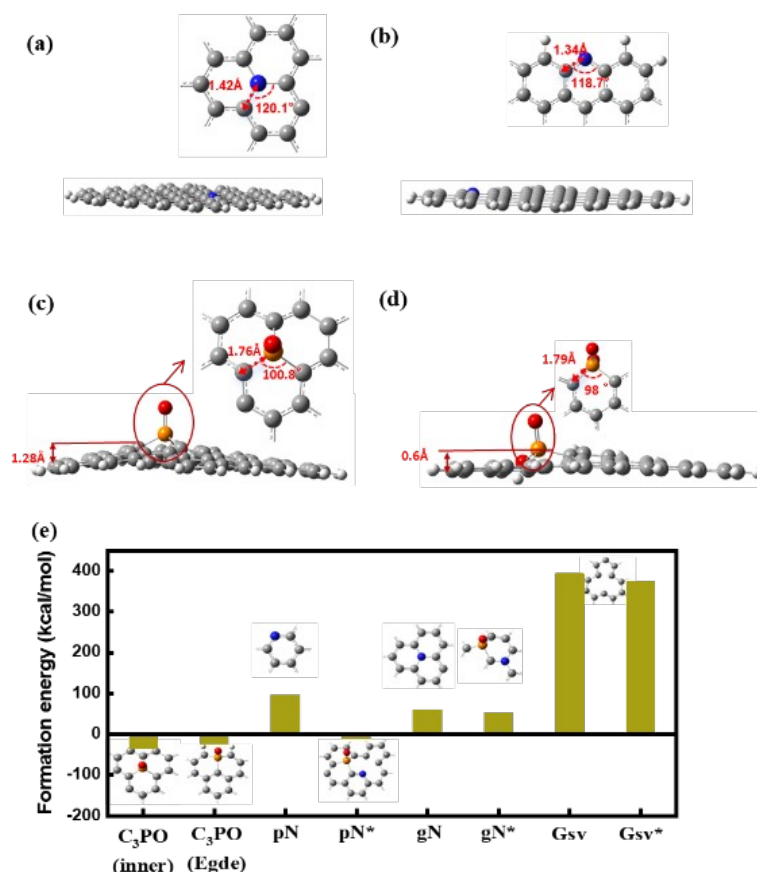 (a)
1.42Å
120.1°
(b)
1.34Å
118.7°
(c)
1.76Å
100.8°
1.28Å
(d)
1.79Å
98°
0.6Å
(e)
Formation energy (kcal/mol)
400
300
200
100
0
-100
-200
C₃PO C₃PO pN pN* gN gN* Gsv Gsv*
(inner) (Egde)